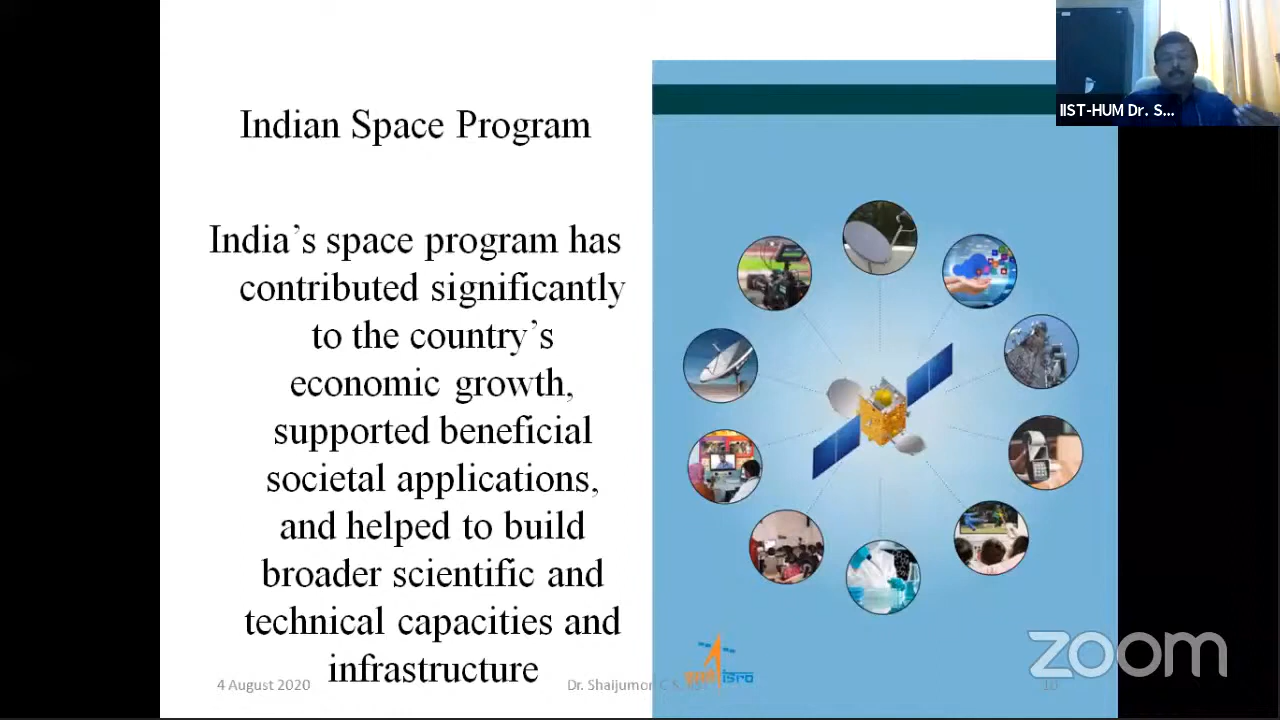 IIST-HUM Dr. S...
Indian Space Program
India's space program has
contributed significantly
to the country's
economic growth,
supported beneficial
societal applications,
and helped to build
broader scientific and
technical capacities and
infrastructure
4 August 2020
Dr. Shaijumon C S,
isro
10
zoom